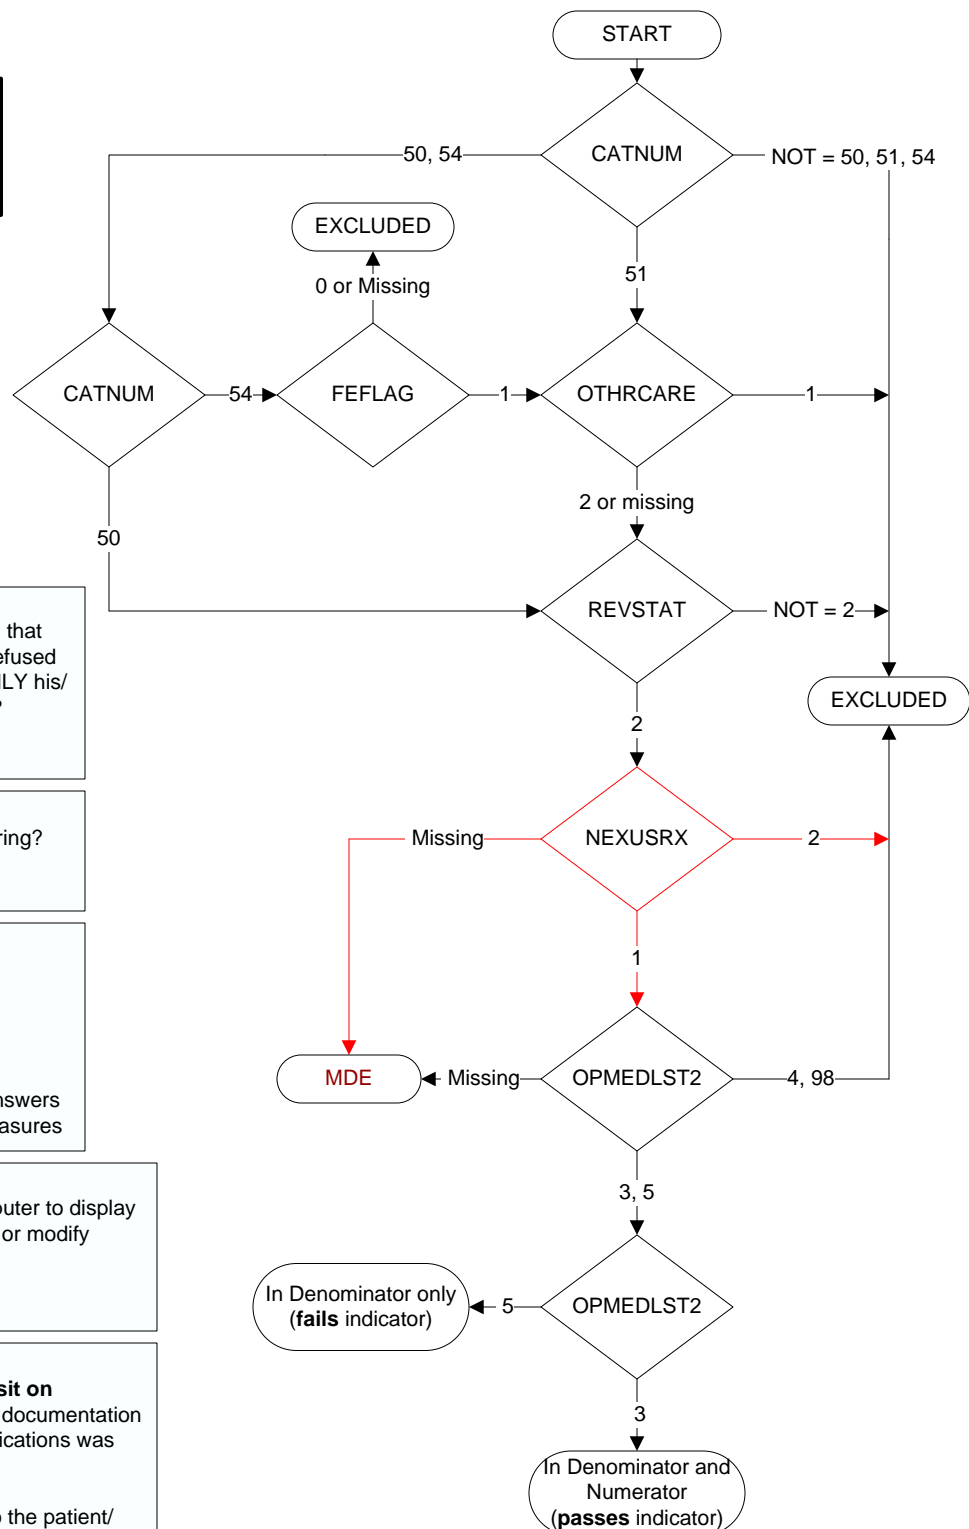 START
CATNUM
50, 54
NOT = 50, 51, 54
EXCLUDED
0 or Missing
51
CATNUM
54
FEFLAG
1
OTHRCARE
1
2 or missing
50
REVSTAT
NOT = 2
that
efused
LY his/
?
EXCLUDED
2
ring?
Missing
NEXUSRX
2
1
MDE
Missing
OPMEDLST2
4, 98
nswers
asures
3, 5
outer to display
or modify
In Denominator only
(fails indicator)
5
OPMEDLST2
sit on
documentation
ications was
3
In Denominator and
Numerator
(passes indicator)
the patient/